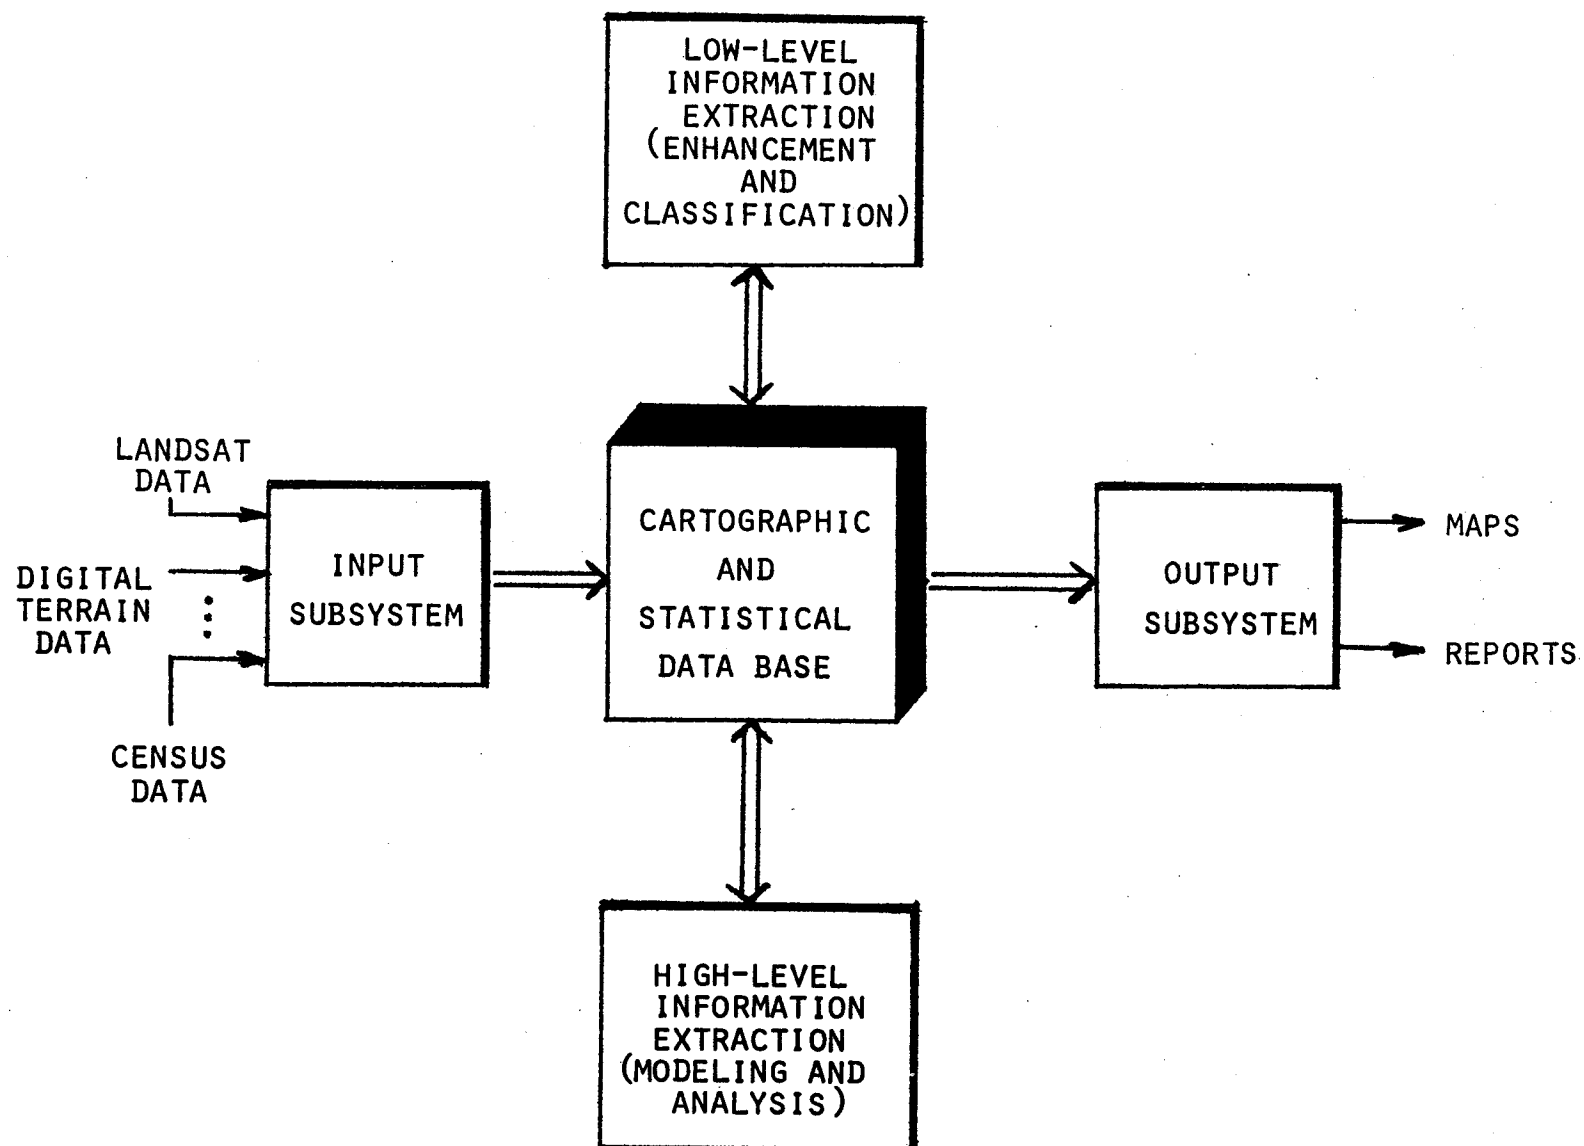 LOW-LEVEL
INFORMATION
EXTRACTION
(ENHANCEMENT
AND
CLASSIFICATION)
LANDSAT
DATA
DIGITAL
TERRAIN
DATA
CENSUS
DATA
INPUT
SUBSYSTEM
CARTOGRAPHIC
AND
STATISTICAL
DATA BASE
OUTPUT
SUBSYSTEM
MAPS
REPORTS
HIGH-LEVEL
INFORMATION
EXTRACTION
(MODELING AND
ANALYSIS)